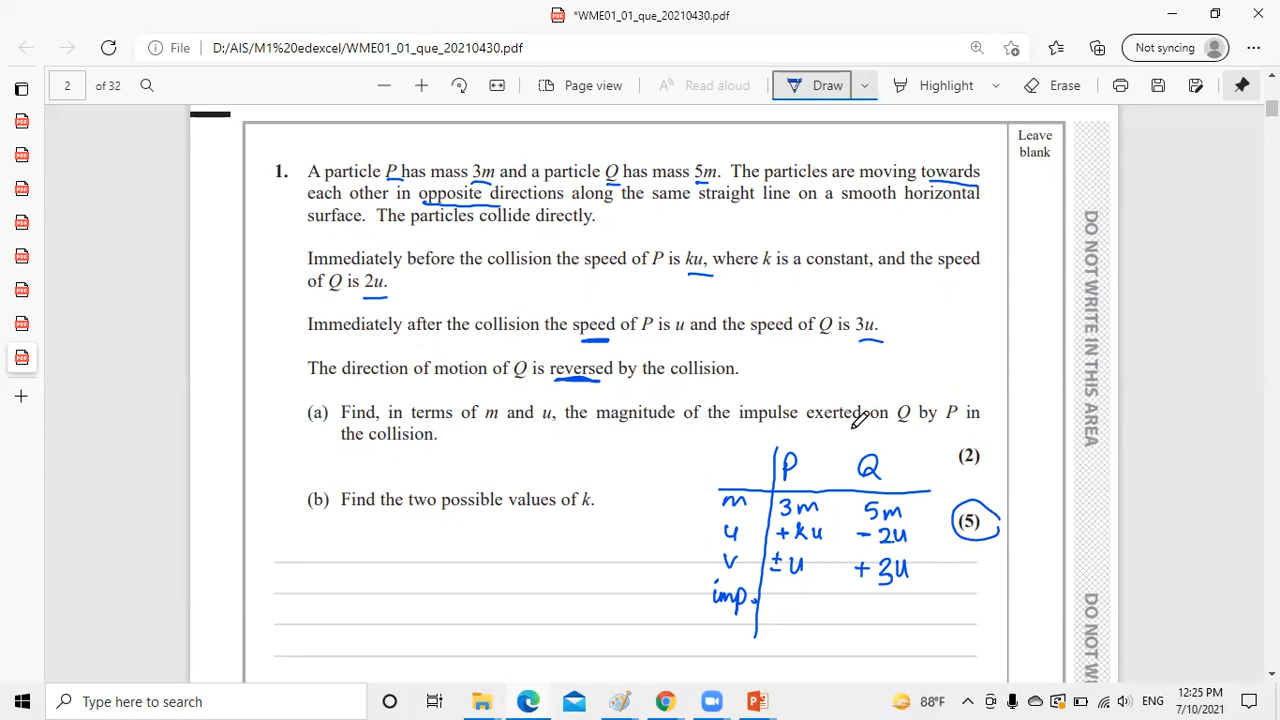 *WME01_01_que_20210430.pdf
File D:/AIS/M1%20edexcel/WME01_01_que_20210430.pdf Not syncing
2 of 32 Page view Read aloud Draw Highlight Erase
Leave
blank
1. A particle P has mass 3m and a particle Q has mass 5m. The particles are moving towards
each other in opposite directions along the same straight line on a smooth horizontal
surface. The particles collide directly.
Immediately before the collision the speed of P is ku, where k is a constant, and the speed
of Q is 2u.
Immediately after the collision the speed of P is u and the speed of Q is 3u.
The direction of motion of Q is reversed by the collision.
(a) Find, in terms of m and u, the magnitude of the impulse exerted on Q by P in
the collision.
(2)
(b) Find the two possible values of k.
(5)
P Q
m 3m 5m
u +ku -2u
v ±u +3u
imp.
DO NOT WRITE IN THIS AREA
DO NOT WI
Type here to search
88°F
ENG
12:25 PM
7/10/2021